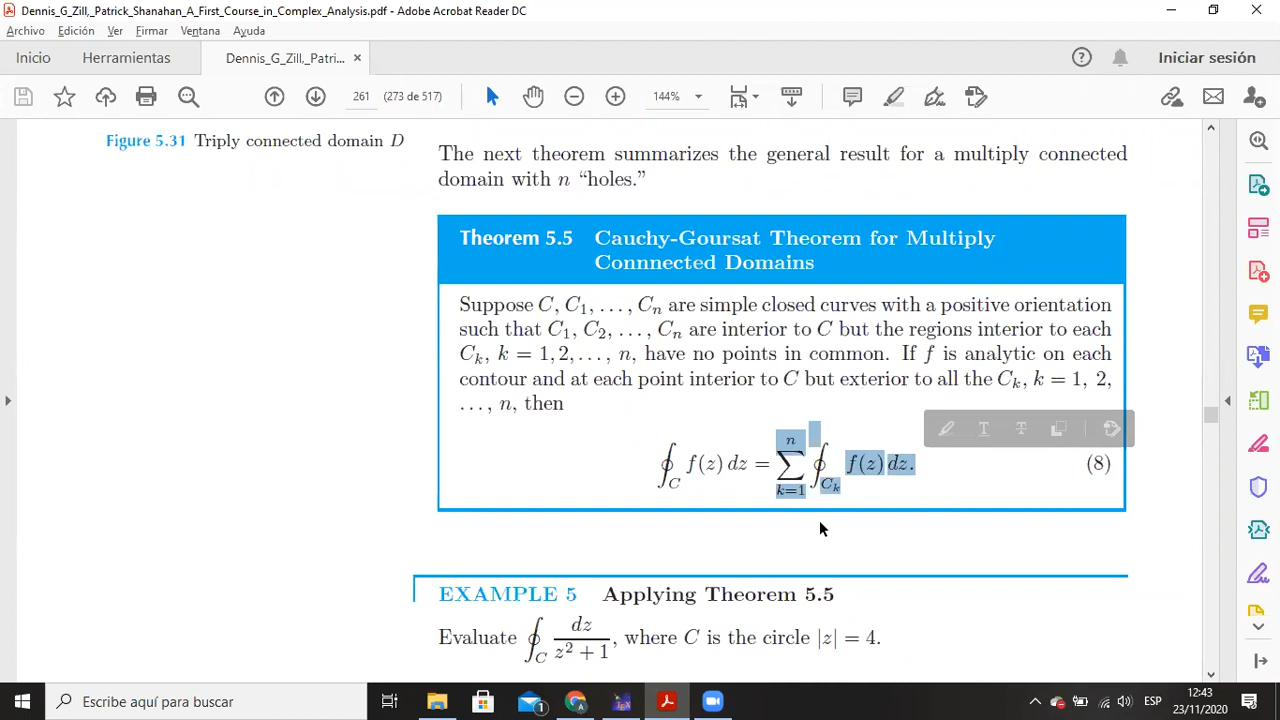 Dennis_G_Zill,_Patrick_Shanahan_A_First_Course_in_Complex_Analysis.pdf - Adobe Acrobat Reader DC
Archivo Edición Ver Firmar Ventana Ayuda
Inicio Herramientas Dennis_G_Zill,_Patri... × Iniciar sesión
261 (273 de 517) 144%
Figure 5.31 Triply connected domain D
The next theorem summarizes the general result for a multiply connected
domain with n “holes.”
Theorem 5.5 Cauchy-Goursat Theorem for Multiply
Connnected Domains
Suppose C, C₁, . . . , Cₙ are simple closed curves with a positive orientation
such that C₁, C₂, . . . , Cₙ are interior to C but the regions interior to each
Cₖ, k = 1, 2, . . . , n, have no points in common. If f is analytic on each
contour and at each point interior to C but exterior to all the Cₖ, k = 1, 2,
. . . , n, then
∮_C f(z) dz = ∑_{k=1}^{n} ∮_{Cₖ} f(z) dz. (8)
EXAMPLE 5 Applying Theorem 5.5
Evaluate ∮_C dz/(z² + 1), where C is the circle |z| = 4.
Escribe aquí para buscar
ESP
12:43
23/11/2020